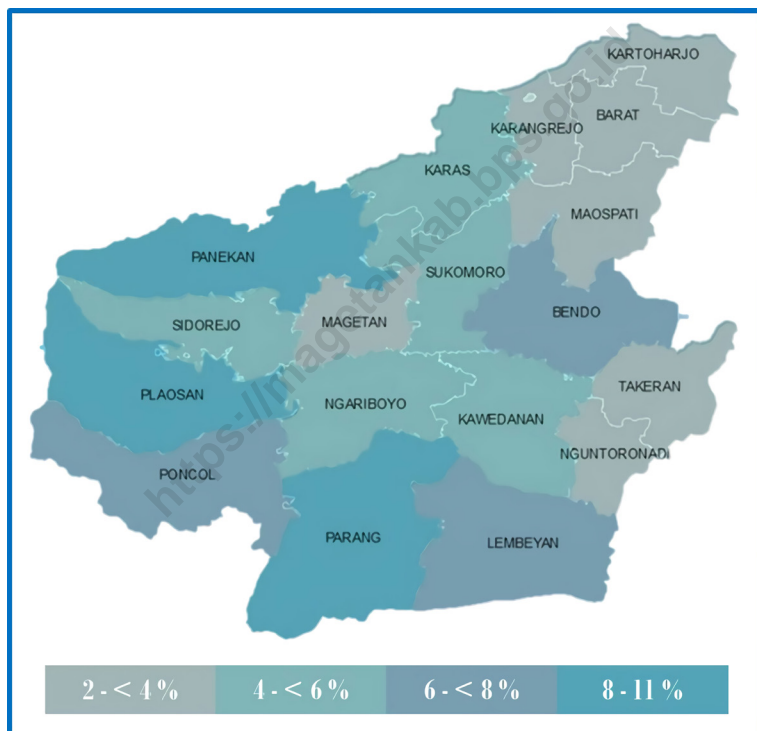 KARTOHARJO
BARAT
KARANGREJO
KARAS
MAOSPATI
PANEKAN
SUKOMORO
BENDO
SIDOREJO
MAGETAN
TAKERAN
PLAOSAN
NGARIBOYO
KAWEDANAN
NGUNTORONADI
PONCOL
PARANG
LEMBEYAN
https://magetankab.bps.go.id
2 - < 4 % 4 - < 6 % 6 - < 8 % 8 - 11 %